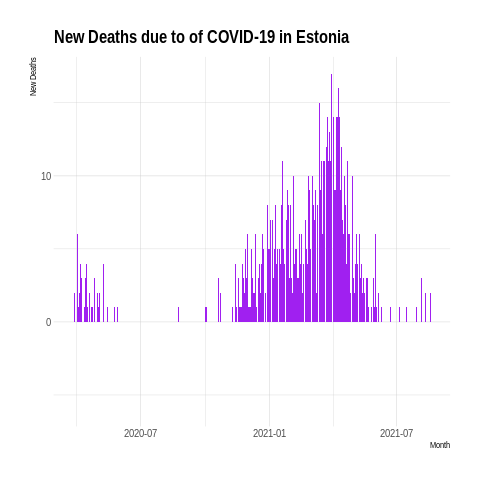 New Deaths due to of COVID-19 in Estonia
New Deaths
10
0
2020-07
2021-01
2021-07
Month